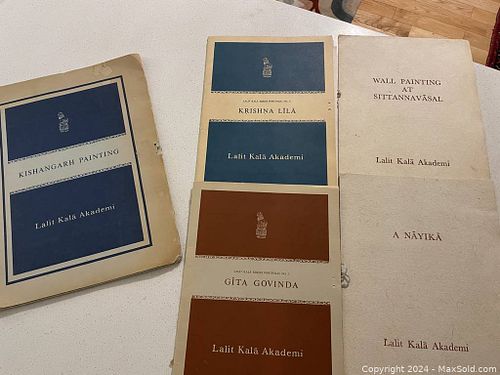 KISHANGARH PAINTING
Lalit Kalā Akademi
KRISHNA LĪLĀ
Lalit Kalā Akademi
WALL PAINTING
AT
SITTANNAVĀSAL
Lalit Kalā Akademi
GĪTA GOVINDA
Lalit Kalā Akademi
A NĀYIKĀ
Lalit Kalā Akademi
Copyright © 2024 - MaxSold.com